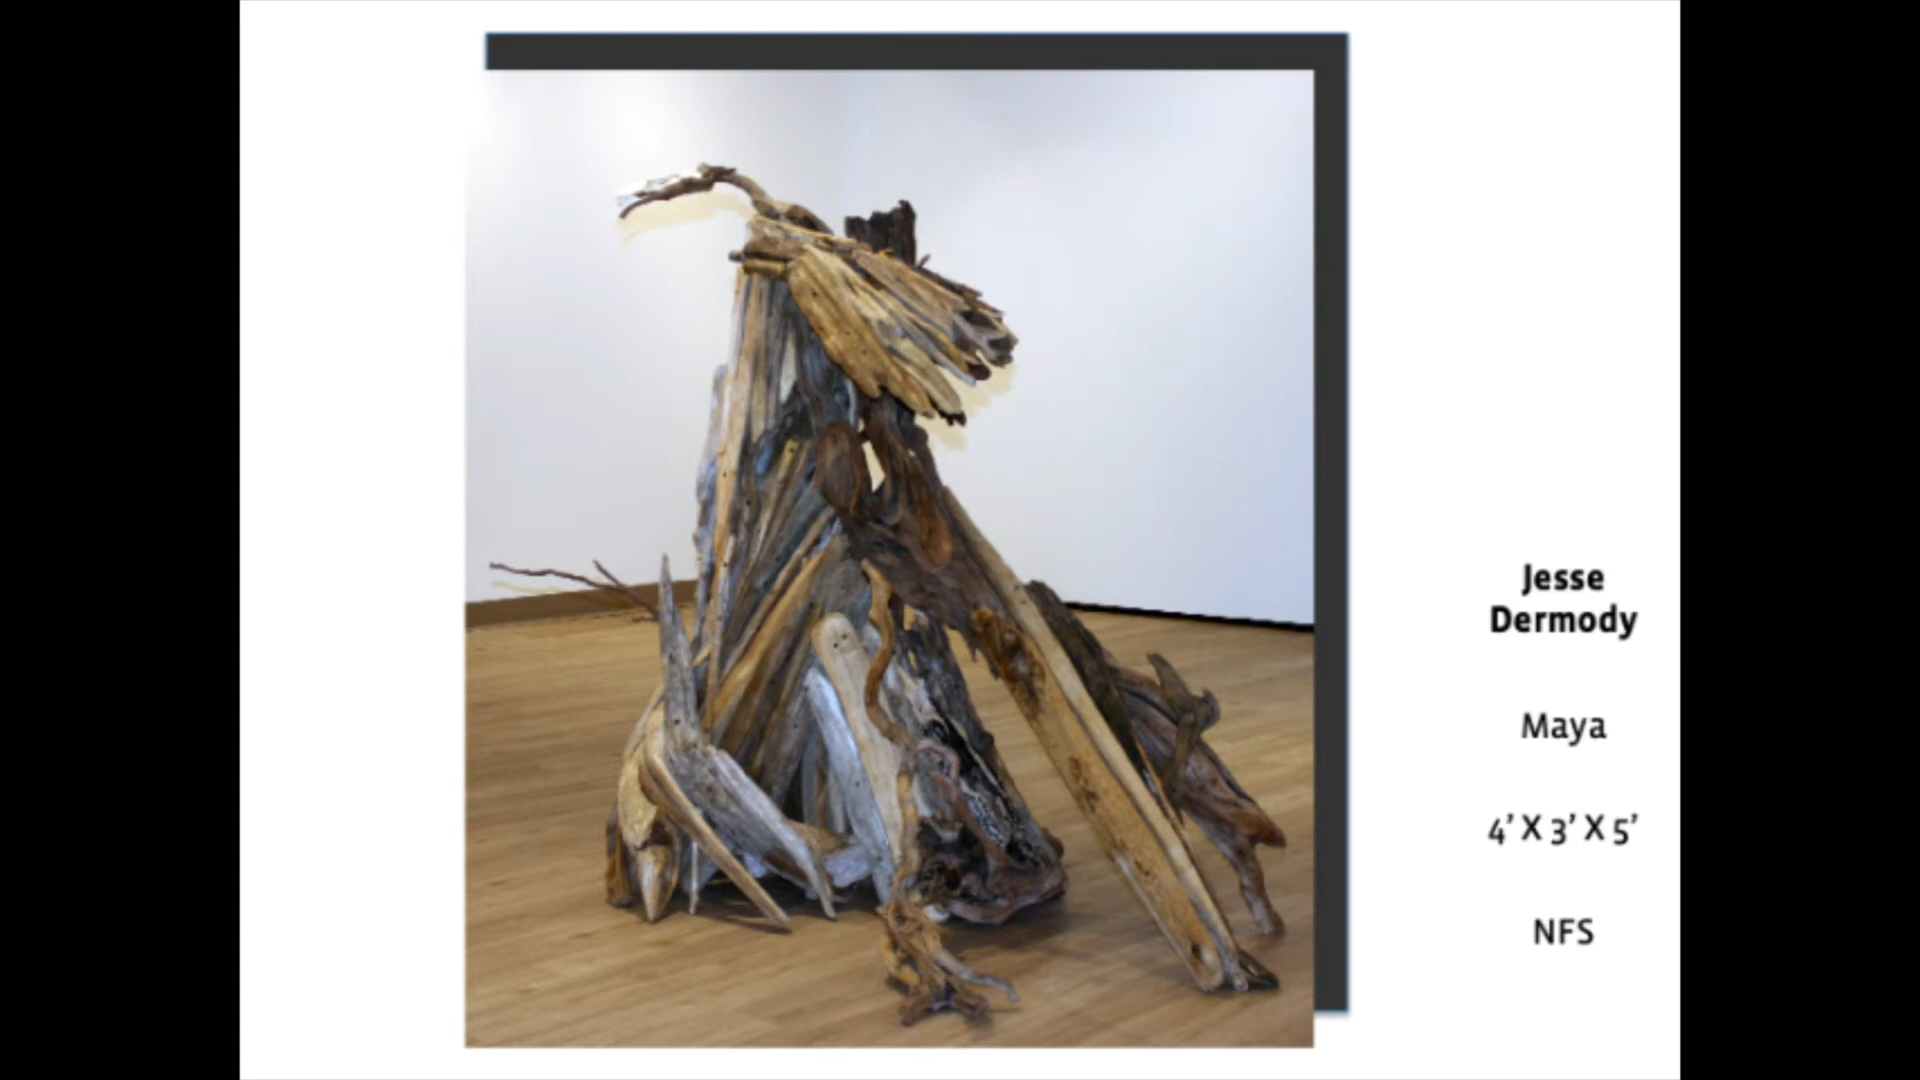 Jesse
Dermody
Maya
4’ X 3’ X 5’
NFS